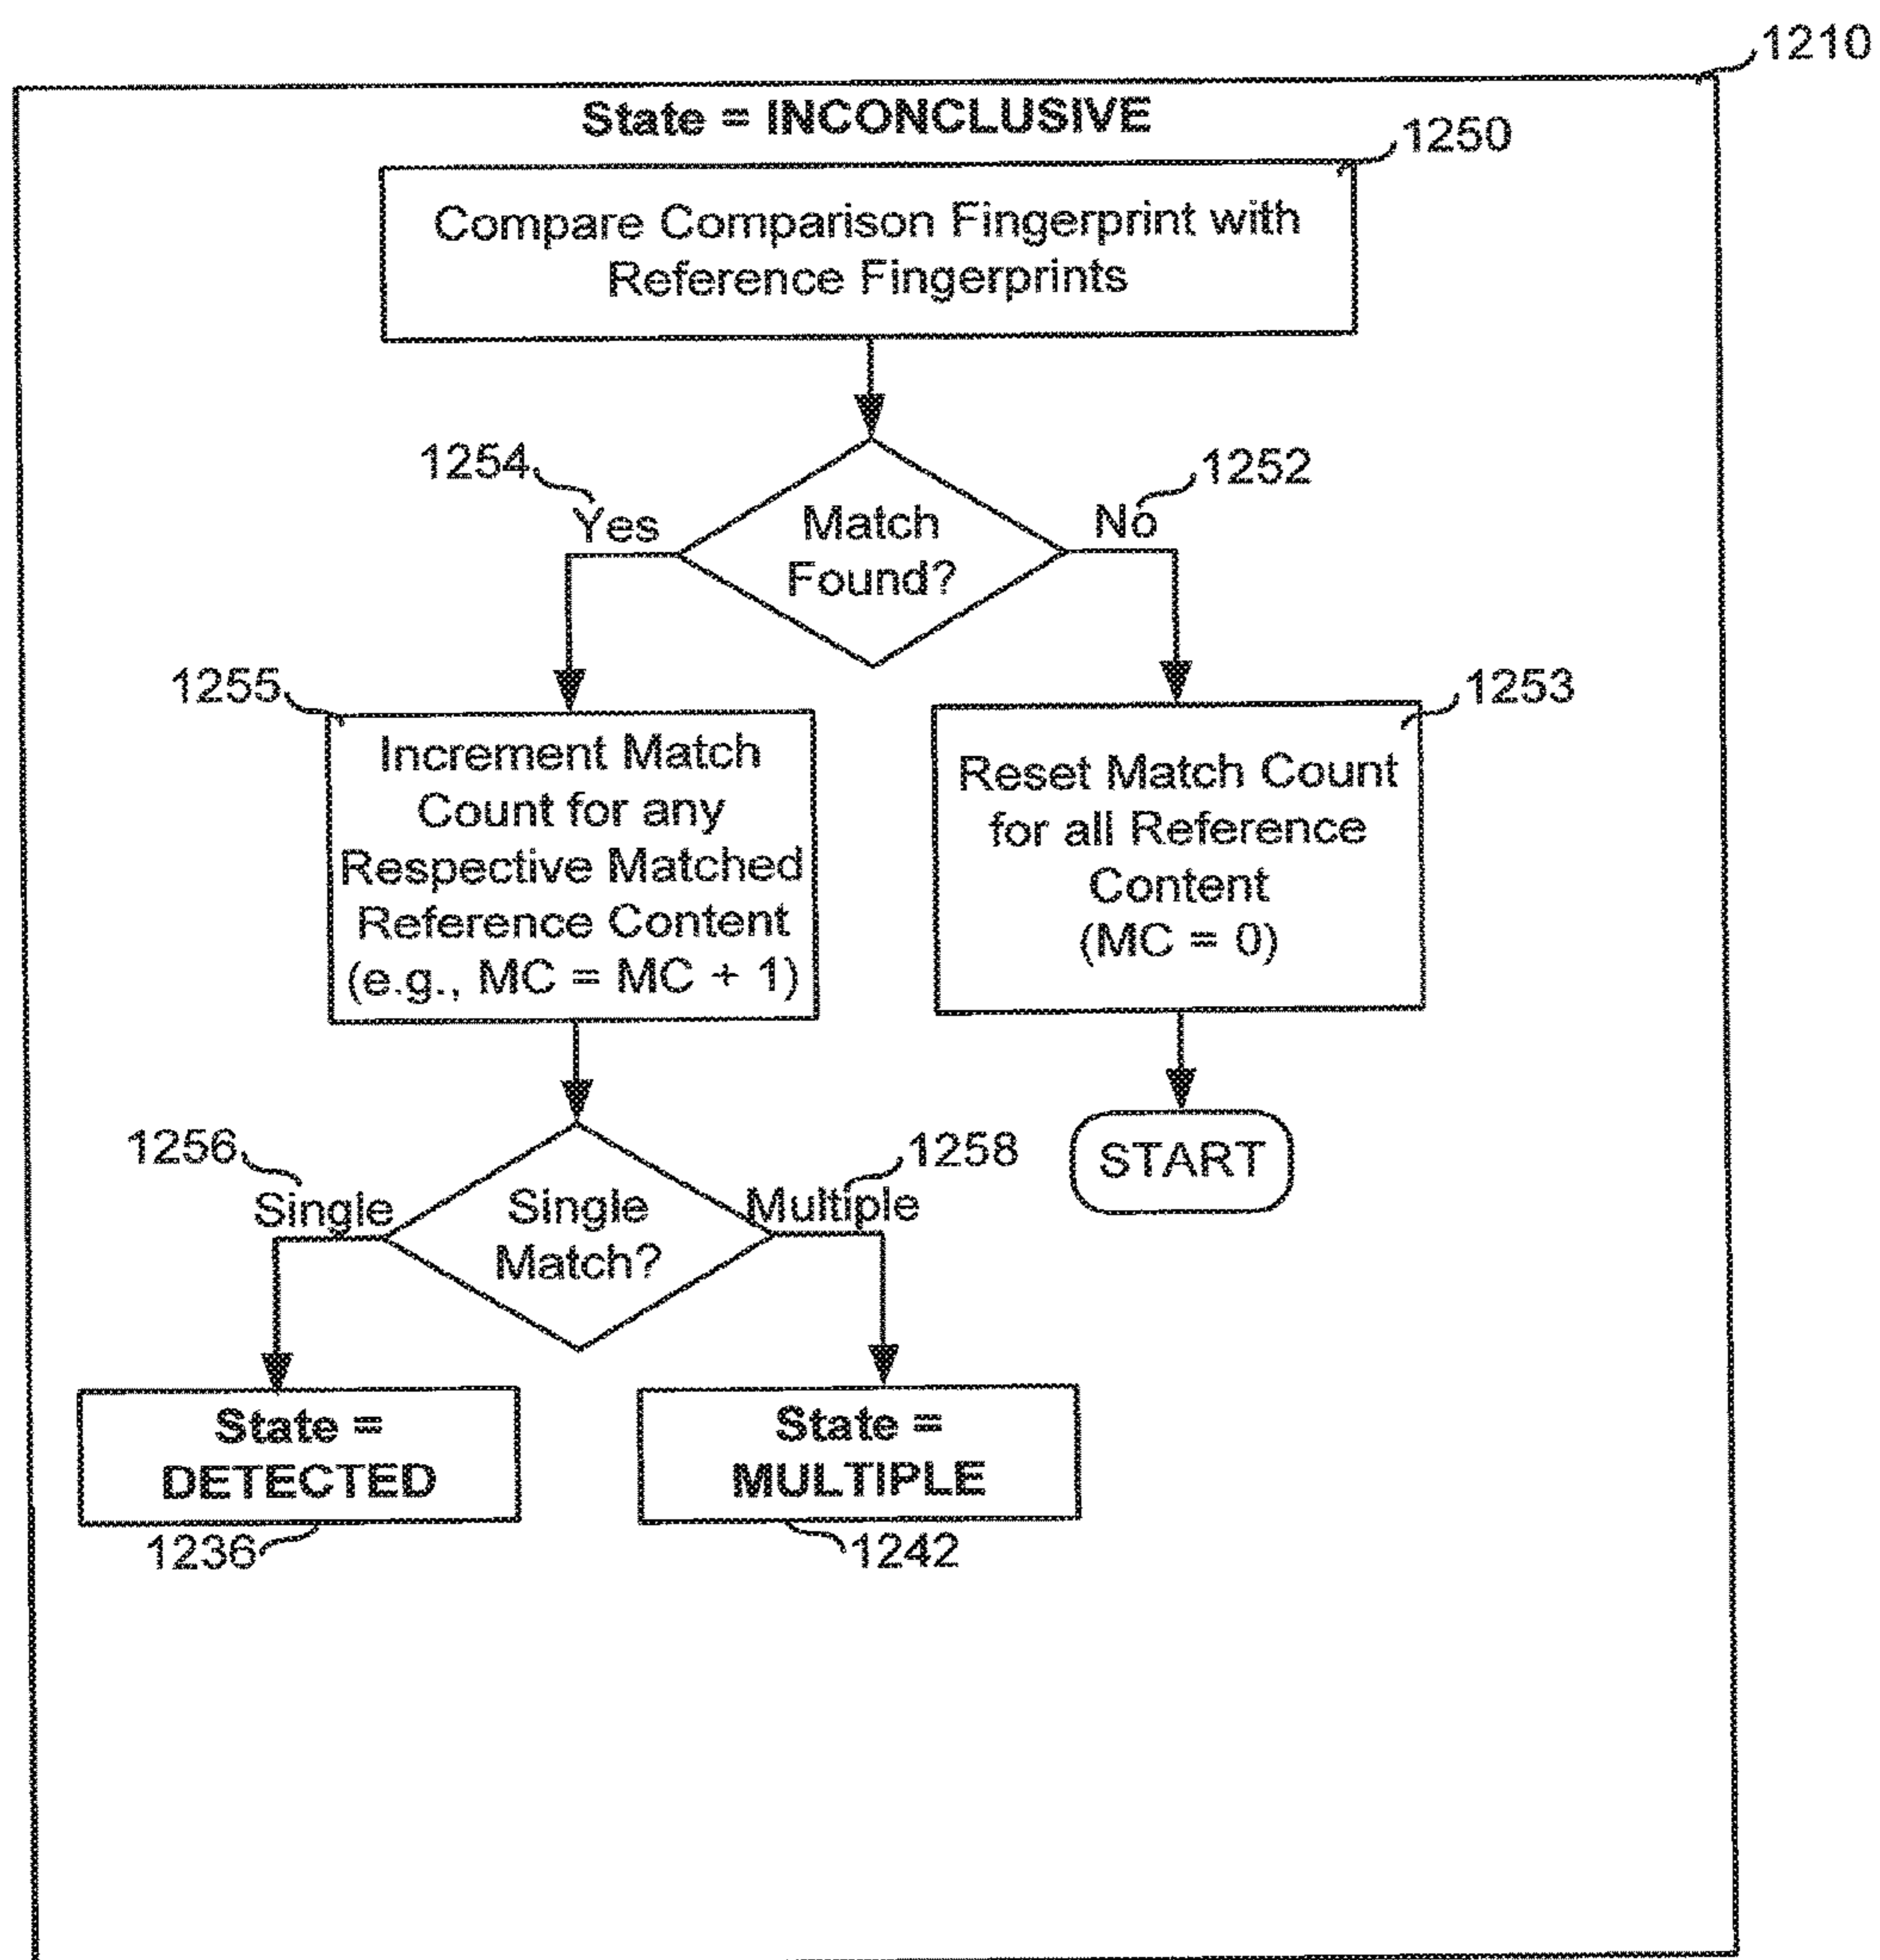 1210
State = INCONCLUSIVE
1250
Compare Comparison Fingerprint with
Reference Fingerprints
1254
Yes
1252
No
Match
Found?
1255
Increment Match
Count for any
Respective Matched
Reference Content
(e.g., MC = MC + 1)
1253
Reset Match Count
for all Reference
Content
(MC = 0)
START
1256
Single
1258
Multiple
Single
Match?
State =
DETECTED
1236
State =
MULTIPLE
1242